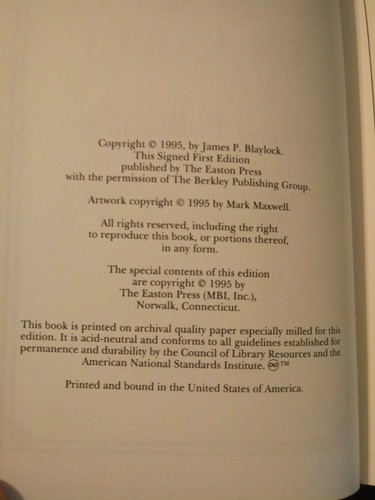 Copyright © 1995, by James P. Blaylock.
This Signed First Edition
published by The Easton Press
with the permission of The Berkley Publishing Group.
Artwork copyright © 1995 by Mark Maxwell.
All rights reserved, including the right
to reproduce this book, or portions thereof,
in any form.
The special contents of this edition
are copyright © 1995 by
The Easton Press (MBI, Inc.),
Norwalk, Connecticut.
This book is printed on archival quality paper especially milled for this
edition. It is acid-neutral and conforms to all guidelines established for
permanence and durability by the Council of Library Resources and the
American National Standards Institute. ♾™
Printed and bound in the United States of America.